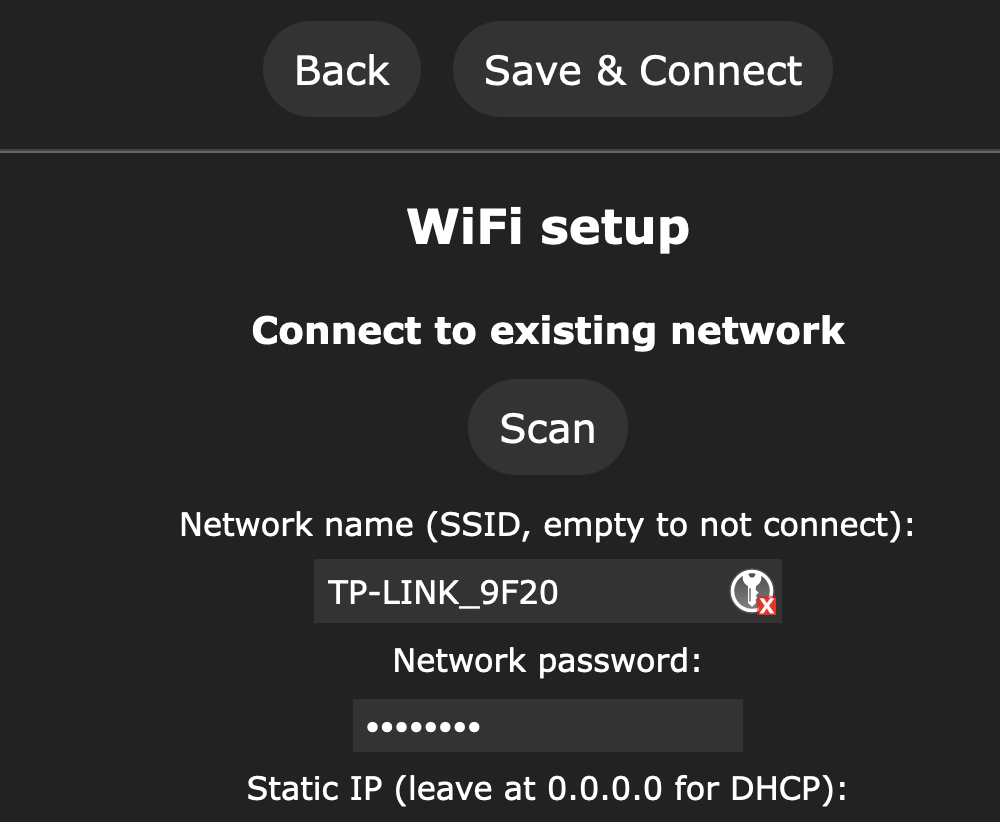 Back Save & Connect
WiFi setup
Connect to existing network
Scan
Network name (SSID, empty to not connect):
TP-LINK_9F20
Network password:
••••••••
Static IP (leave at 0.0.0.0 for DHCP):